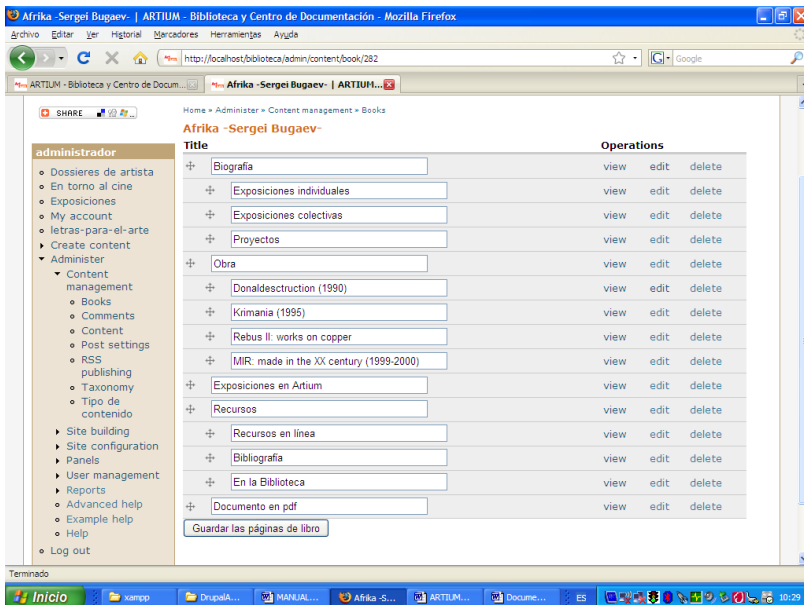 Afrika -Sergei Bugaev- | ARTIUM - Biblioteca y Centro de Documentación - Mozilla Firefox
Archivo Editar Ver Historial Marcadores Herramientas Ayuda
http://localhost/biblioteca/admin/content/book/282
Google
ARTIUM - Biblioteca y Centro de Docum...
Afrika -Sergei Bugaev- | ARTIUM...
SHARE
Home » Administer » Content management » Books
Afrika -Sergei Bugaev-
Title Operations
administrador
Dossieres de artista
En torno al cine
Exposiciones
My account
letras-para-el-arte
Create content
Administer
Content
management
Books
Comments
Content
Post settings
RSS
publishing
Taxonomy
Tipo de
contenido
Site building
Site configuration
Panels
User management
Reports
Advanced help
Example help
Help
Log out
Biografía view edit delete
Exposiciones individuales view edit delete
Exposiciones colectivas view edit delete
Proyectos view edit delete
Obra view edit delete
Donaldesctruction (1990) view edit delete
Krimania (1995) view edit delete
Rebus II: works on copper view edit delete
MIR: made in the XX century (1999-2000) view edit delete
Exposiciones en Artium view edit delete
Recursos view edit delete
Recursos en línea view edit delete
Bibliografía view edit delete
En la Biblioteca view edit delete
Documento en pdf view edit delete
Guardar las páginas de libro
Terminado
Inicio xampp DrupalA... MANUAL... Afrika -S... ARTIUM... Docume... ES 10:29